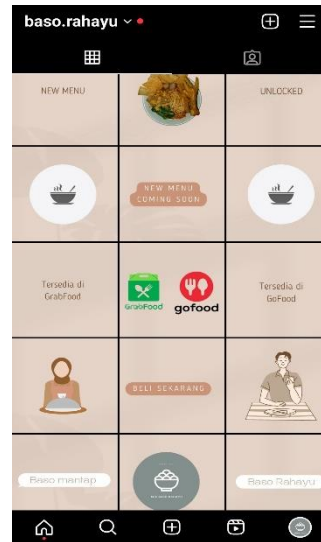 baso.rahayu
NEW MENU
UNLOCKED
NEW MENU
COMING SOON
Tersedia di
GrabFood
GrabFood
gofood
Tersedia di
GoFood
BELI SEKARANG
Baso mantap
Baso Rahayu